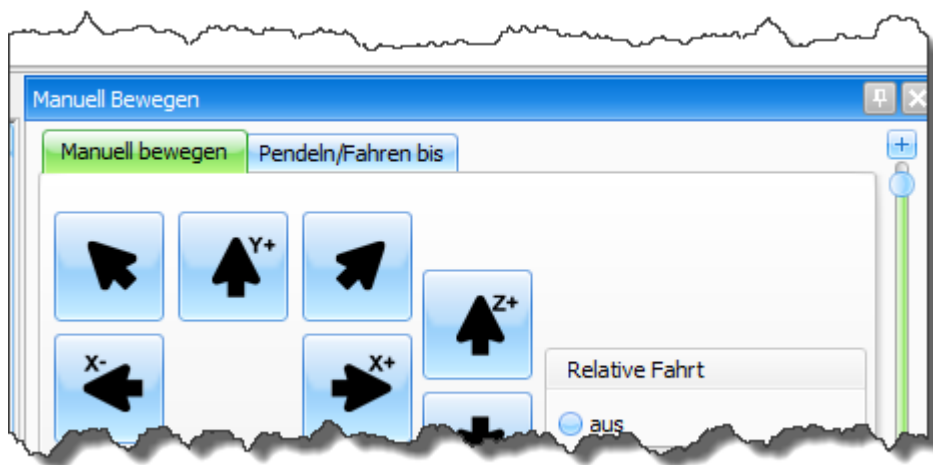 Manuell Bewegen
Manuell bewegen
Pendeln/Fahren bis
Y+
Z+
X-
X+
Relative Fahrt
aus